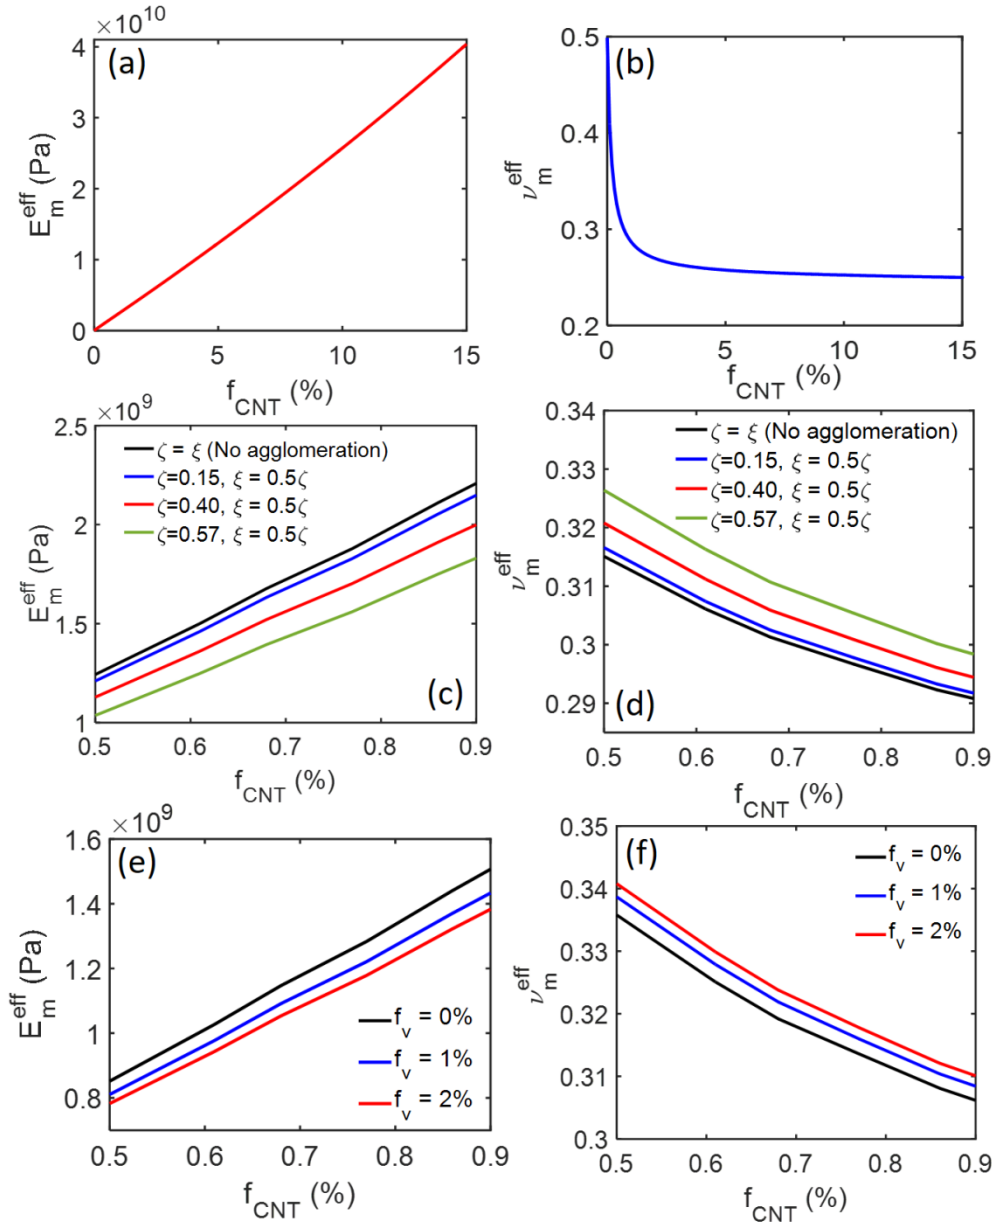 ×10¹⁰
(a)
4
3
2
1
0
0 5 10 15
E_m^eff (Pa)
f_CNT (%)
(b)
0.5
0.4
0.3
0.2
0 5 10 15
ν_m^eff
f_CNT (%)
×10⁹
2.5
2
1.5
1
ζ = ξ (No agglomeration)
ζ=0.15, ξ = 0.5ζ
ζ=0.40, ξ = 0.5ζ
ζ=0.57, ξ = 0.5ζ
(c)
E_m^eff (Pa)
0.5 0.6 0.7 0.8 0.9
f_CNT (%)
0.34
0.33
0.32
0.31
0.3
0.29
ζ = ξ (No agglomeration)
ζ=0.15, ξ = 0.5ζ
ζ=0.40, ξ = 0.5ζ
ζ=0.57, ξ = 0.5ζ
(d)
ν_m^eff
0.5 0.6 0.7 0.8 0.9
f_CNT (%)
×10⁹
(e)
1.6
1.4
1.2
1
0.8
E_m^eff (Pa)
f_v = 0%
f_v = 1%
f_v = 2%
0.5 0.6 0.7 0.8 0.9
f_CNT (%)
(f)
0.35
0.34
0.33
0.32
0.31
0.3
ν_m^eff
f_v = 0%
f_v = 1%
f_v = 2%
0.5 0.6 0.7 0.8 0.9
f_CNT (%)